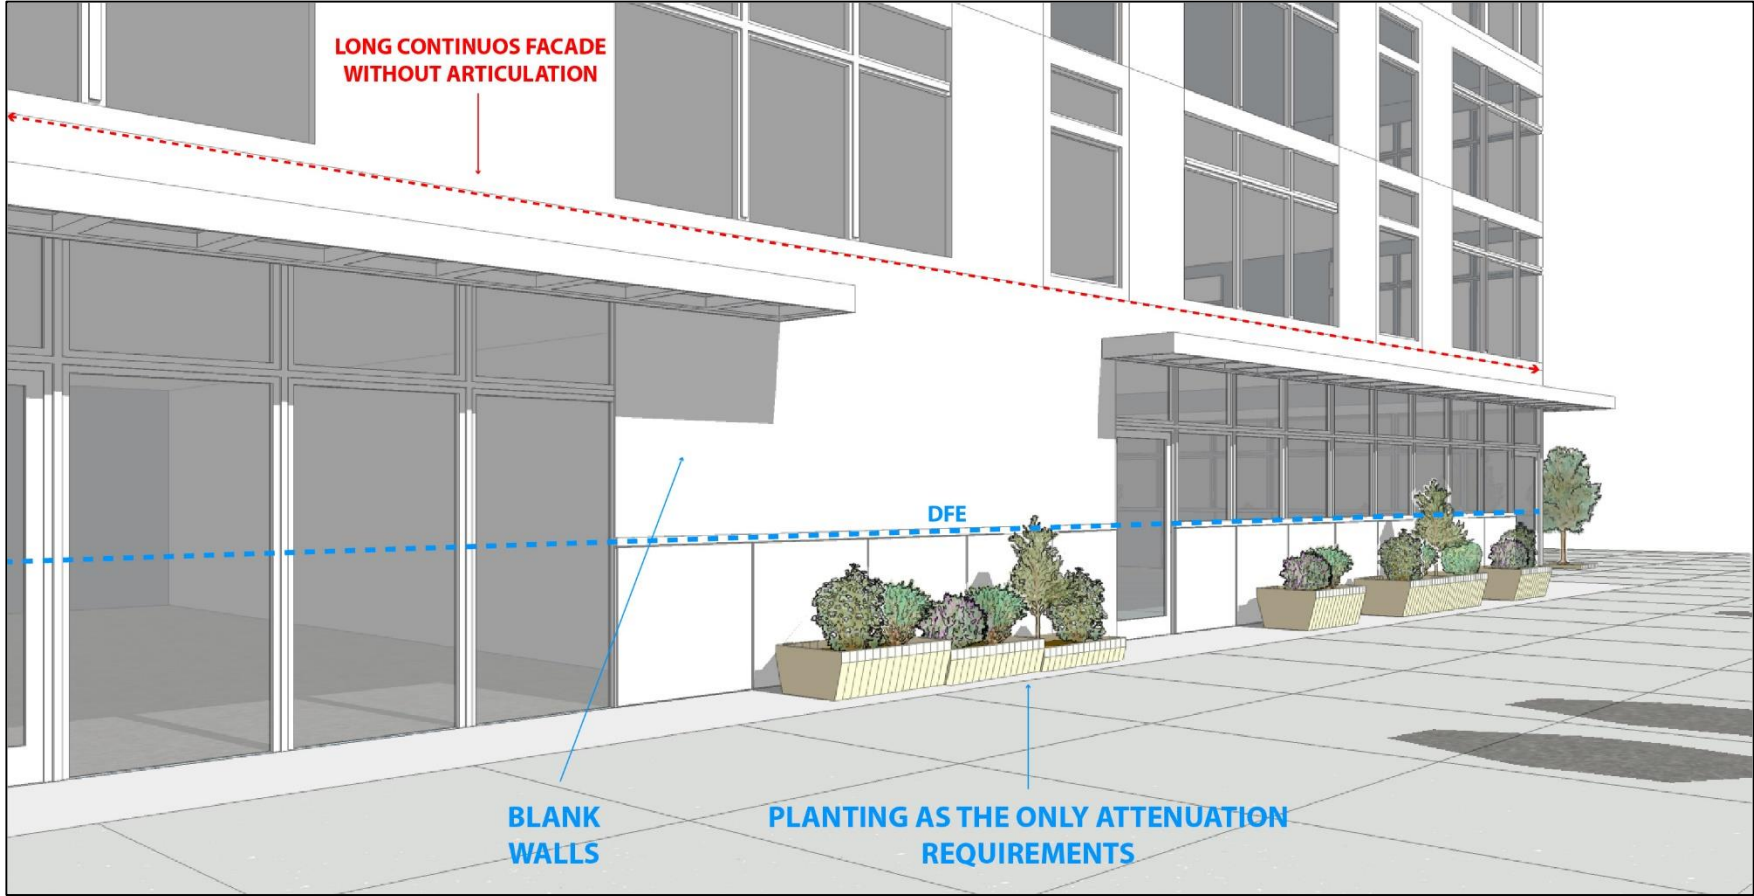 LONG CONTINUOS FACADE
WITHOUT ARTICULATION
DFE
BLANK
WALLS
PLANTING AS THE ONLY ATTENUATION
REQUIREMENTS